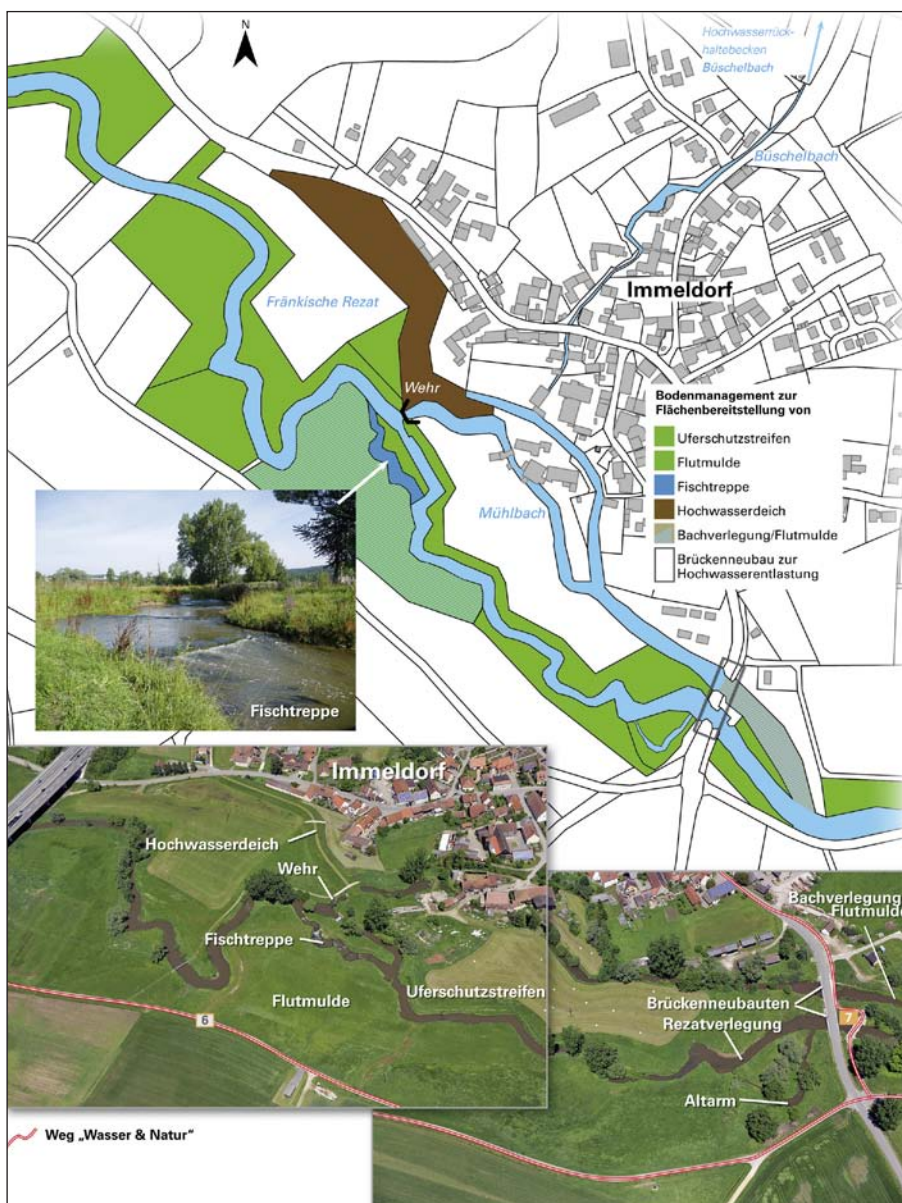 N
Hochwasserrück-
haltebecken
Büschelbach
Büschelbach
Immeldorf
Fränkische Rezat
Wehr
Mühlbach
Bodenmanagement zur
Flächenbereitstellung von
Uferschutzstreifen
Flutmulde
Fischtreppe
Hochwasserdeich
Bachverlegung/Flutmulde
Brückenneubau zur
Hochwasserentlastung
Fischtreppe
Immeldorf
Hochwasserdeich
Wehr
Fischtreppe
Flutmulde
Uferschutzstreifen
6
Bachverlegung
Flutmulde
Brückenneubauten
Rezatverlegung
7
Altarm
Weg „Wasser & Natur“